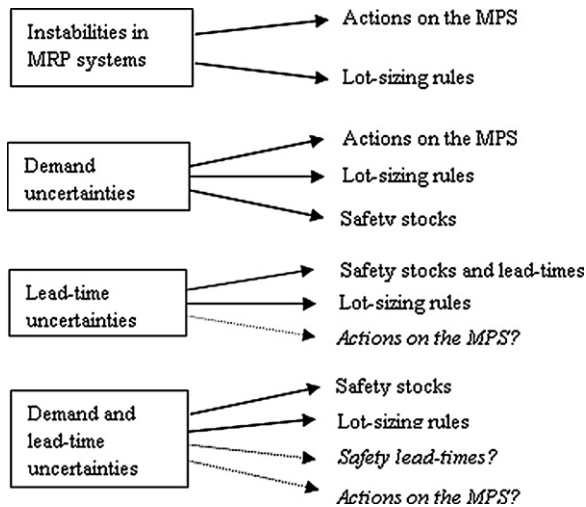 Instabilities in
MRP systems
Actions on the MPS
Lot-sizing rules
Demand
uncertainties
Actions on the MPS
Lot-sizing rules
Safety stocks
Lead-time
uncertainties
Safety stocks and lead-times
Lot-sizing rules
Actions on the MPS?
Demand and
lead-time
uncertainties
Safety stocks
Lot-sizing rules
Safety lead-times?
Actions on the MPS?